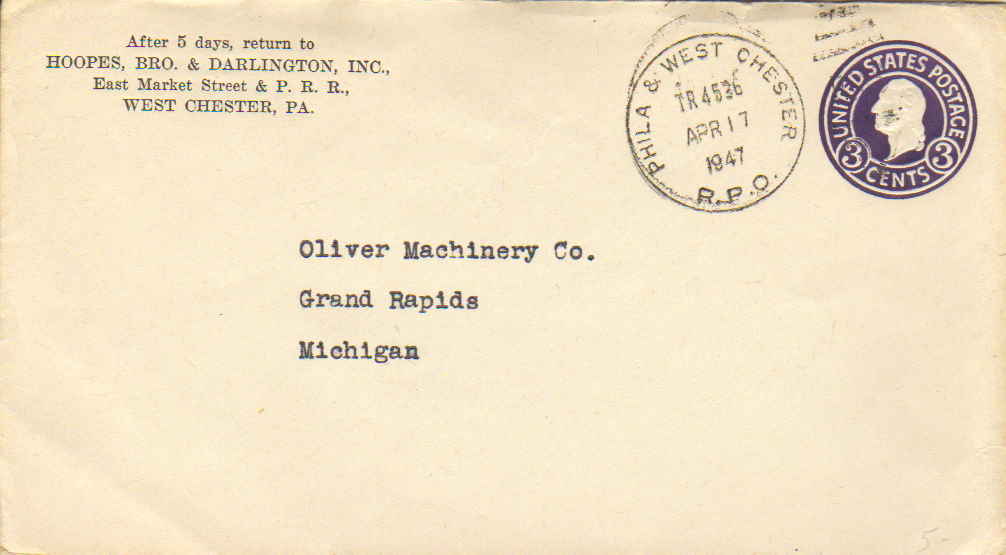 After 5 days, return to
HOOPES, BRO. & DARLINGTON, INC.,
East Market Street & P. R. R.,
WEST CHESTER, PA.
PHILA & WEST CHESTER
TR 4536
APR 17
1947
R.P.O.
UNITED STATES POSTAGE
3 3
CENTS
Oliver Machinery Co.
Grand Rapids
Michigan
5-